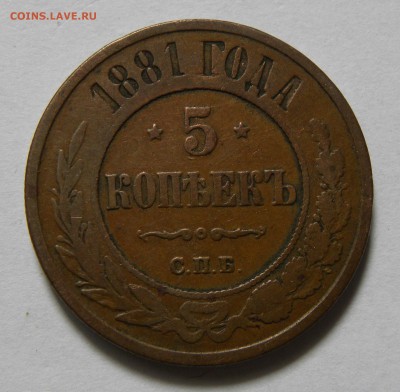 COINS.LAVE.RU
1881 ГОДА
5
КОПѢЕКЪ
С.П.Б.